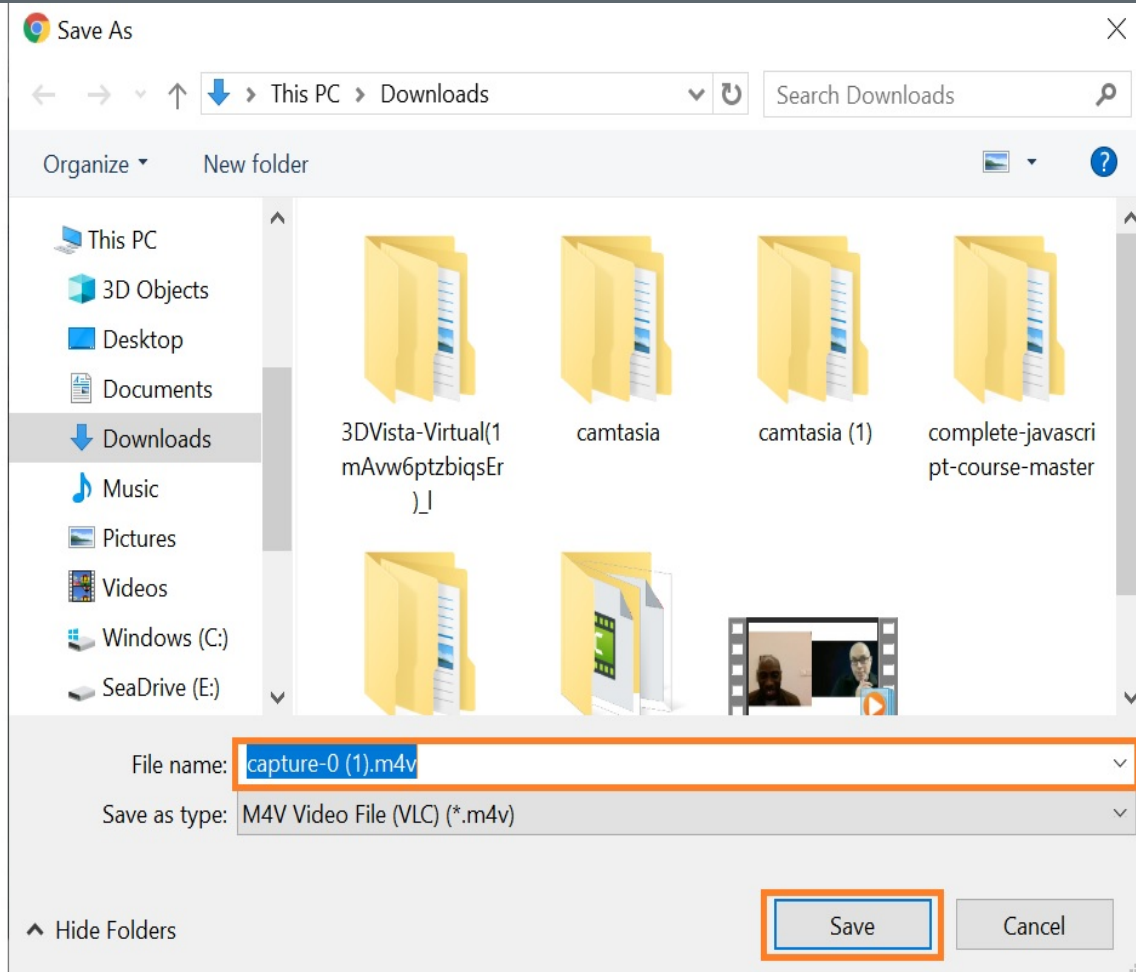 Save As
This PC > Downloads
Search Downloads
Organize
New folder
This PC
3D Objects
Desktop
Documents
Downloads
Music
Pictures
Videos
Windows (C:)
SeaDrive (E:)
3DVista-Virtual(1
mAvw6ptzbiqsEr
)_l
camtasia
camtasia (1)
complete-javascri
pt-course-master
File name: capture-0 (1).m4v
Save as type: M4V Video File (VLC) (*.m4v)
Hide Folders
Save
Cancel